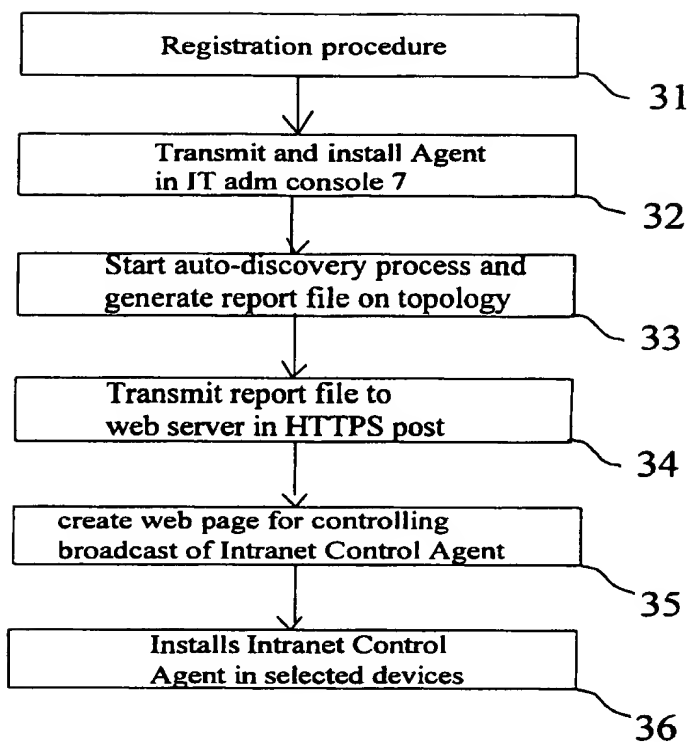 Registration procedure
31
Transmit and install Agent
in IT adm console 7
32
Start auto-discovery process and
generate report file on topology
33
Transmit report file to
web server in HTTPS post
34
create web page for controlling
broadcast of Intranet Control Agent
35
Installs Intranet Control
Agent in selected devices
36